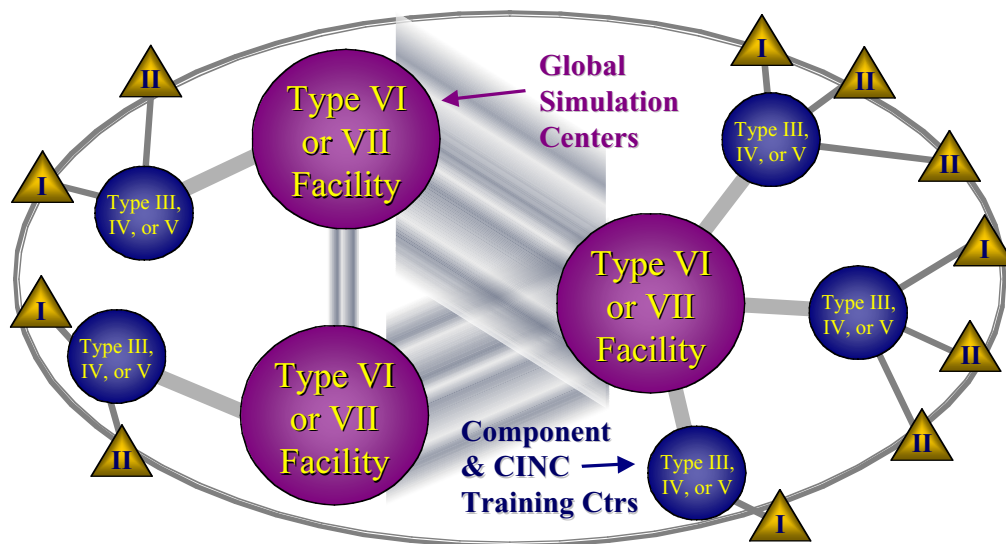 II
I
Type III,
IV, or V
Type VI
or VII
Facility
Global
Simulation
Centers
I
II
Type III,
IV, or V
II
I
Type III,
IV, or V
II
Type VI
or VII
Facility
Type VI
or VII
Facility
I
Type III,
IV, or V
II
II
Component
& CINC
Training Ctrs
Type III,
IV, or V
I